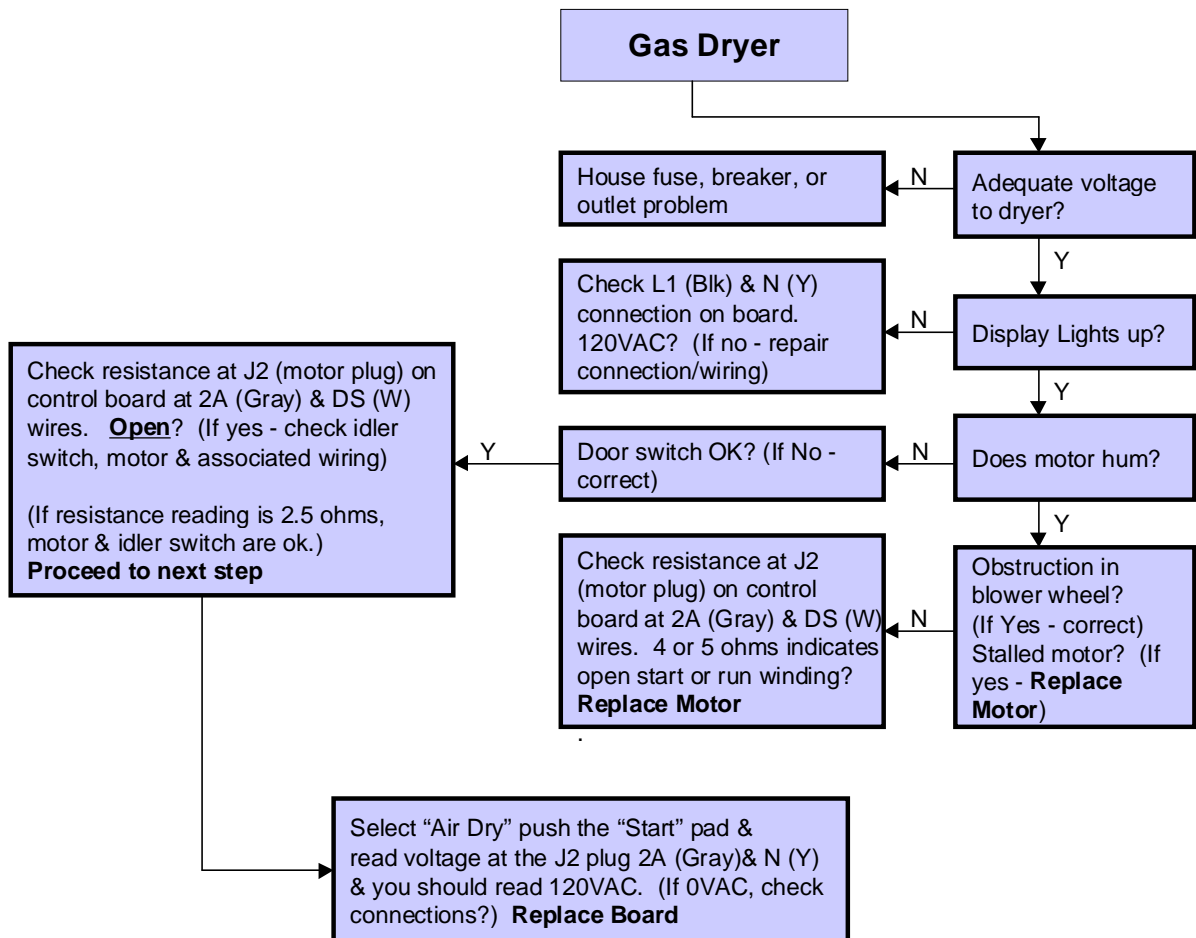 Gas Dryer
House fuse, breaker, or
outlet problem
N
Adequate voltage
to dryer?
Y
Check L1 (Blk) & N (Y)
connection on board.
120VAC?  (If no - repair
connection/wiring)
N
Display Lights up?
Y
Check resistance at J2 (motor plug) on
control board at 2A (Gray) & DS (W)
wires.   Open?  (If yes - check idler
switch, motor & associated wiring)
(If resistance reading is 2.5 ohms,
motor & idler switch are ok.)
Proceed to next step
Y
Door switch OK? (If No -
correct)
N
Does motor hum?
Y
Check resistance at J2
(motor plug) on control
board at 2A (Gray) & DS (W)
wires.  4 or 5 ohms indicates
open start or run winding?
Replace Motor
.
N
Obstruction in
blower wheel?
(If Yes - correct)
Stalled motor?  (If
yes - Replace
Motor)
Select “Air Dry” push the “Start” pad &
read voltage at the J2 plug 2A (Gray)& N (Y)
& you should read 120VAC.  (If 0VAC, check
connections?)  Replace Board